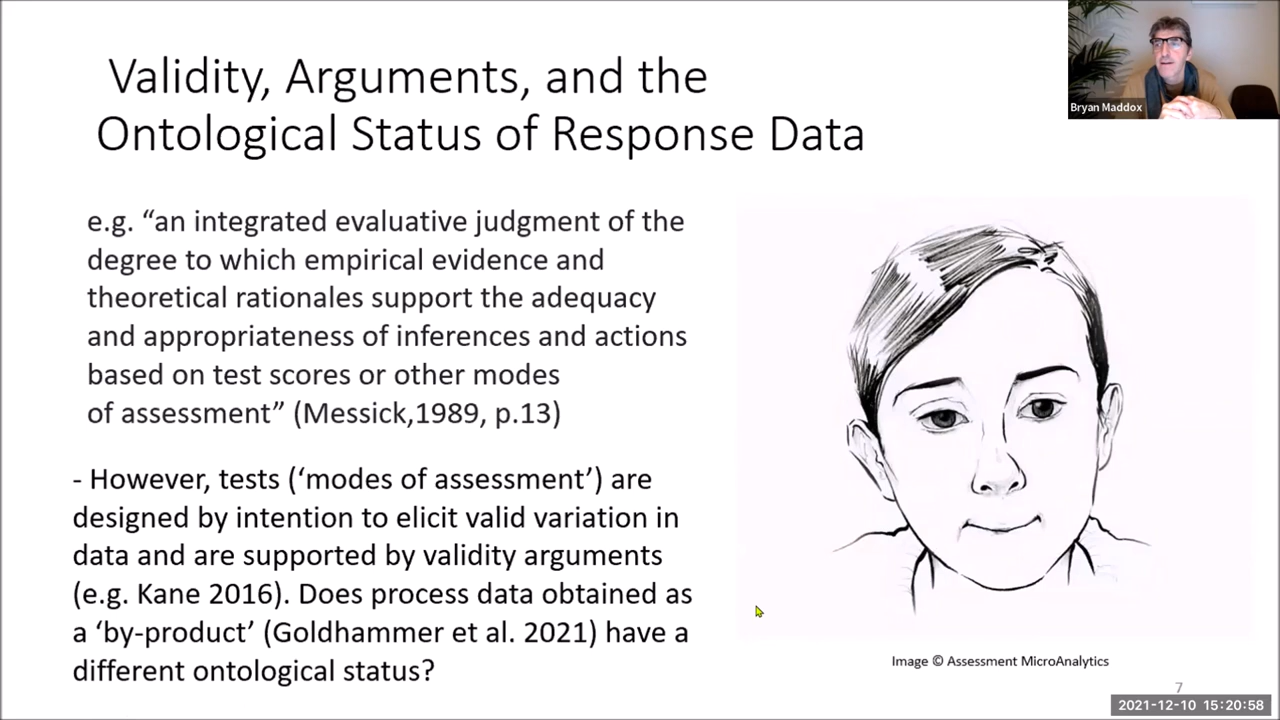 Validity, Arguments, and the
Ontological Status of Response Data
Bryan Maddox
e.g. “an integrated evaluative judgment of the
degree to which empirical evidence and
theoretical rationales support the adequacy
and appropriateness of inferences and actions
based on test scores or other modes
of assessment” (Messick,1989, p.13)
- However, tests (‘modes of assessment’) are
designed by intention to elicit valid variation in
data and are supported by validity arguments
(e.g. Kane 2016). Does process data obtained as
a ‘by-product’ (Goldhammer et al. 2021) have a
different ontological status?
Image © Assessment MicroAnalytics
7
2021-12-10 15:20:58